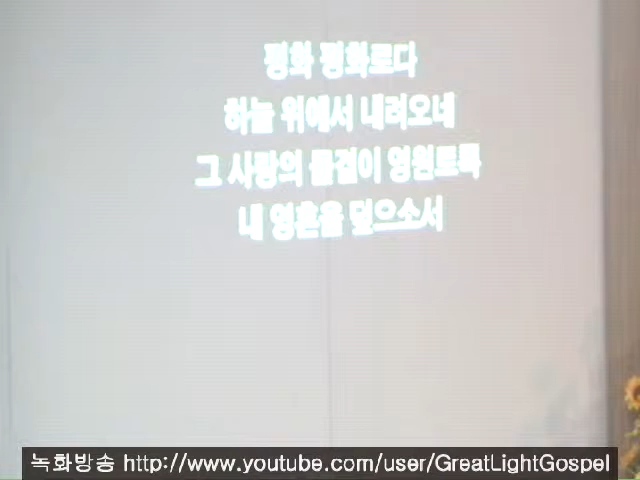 평화 평화로다
하늘 위에서 내려오네
그 사랑의 물결이 영원토록
내 영혼을 덮으소서
녹화방송 http://www.youtube.com/user/GreatLightGospel